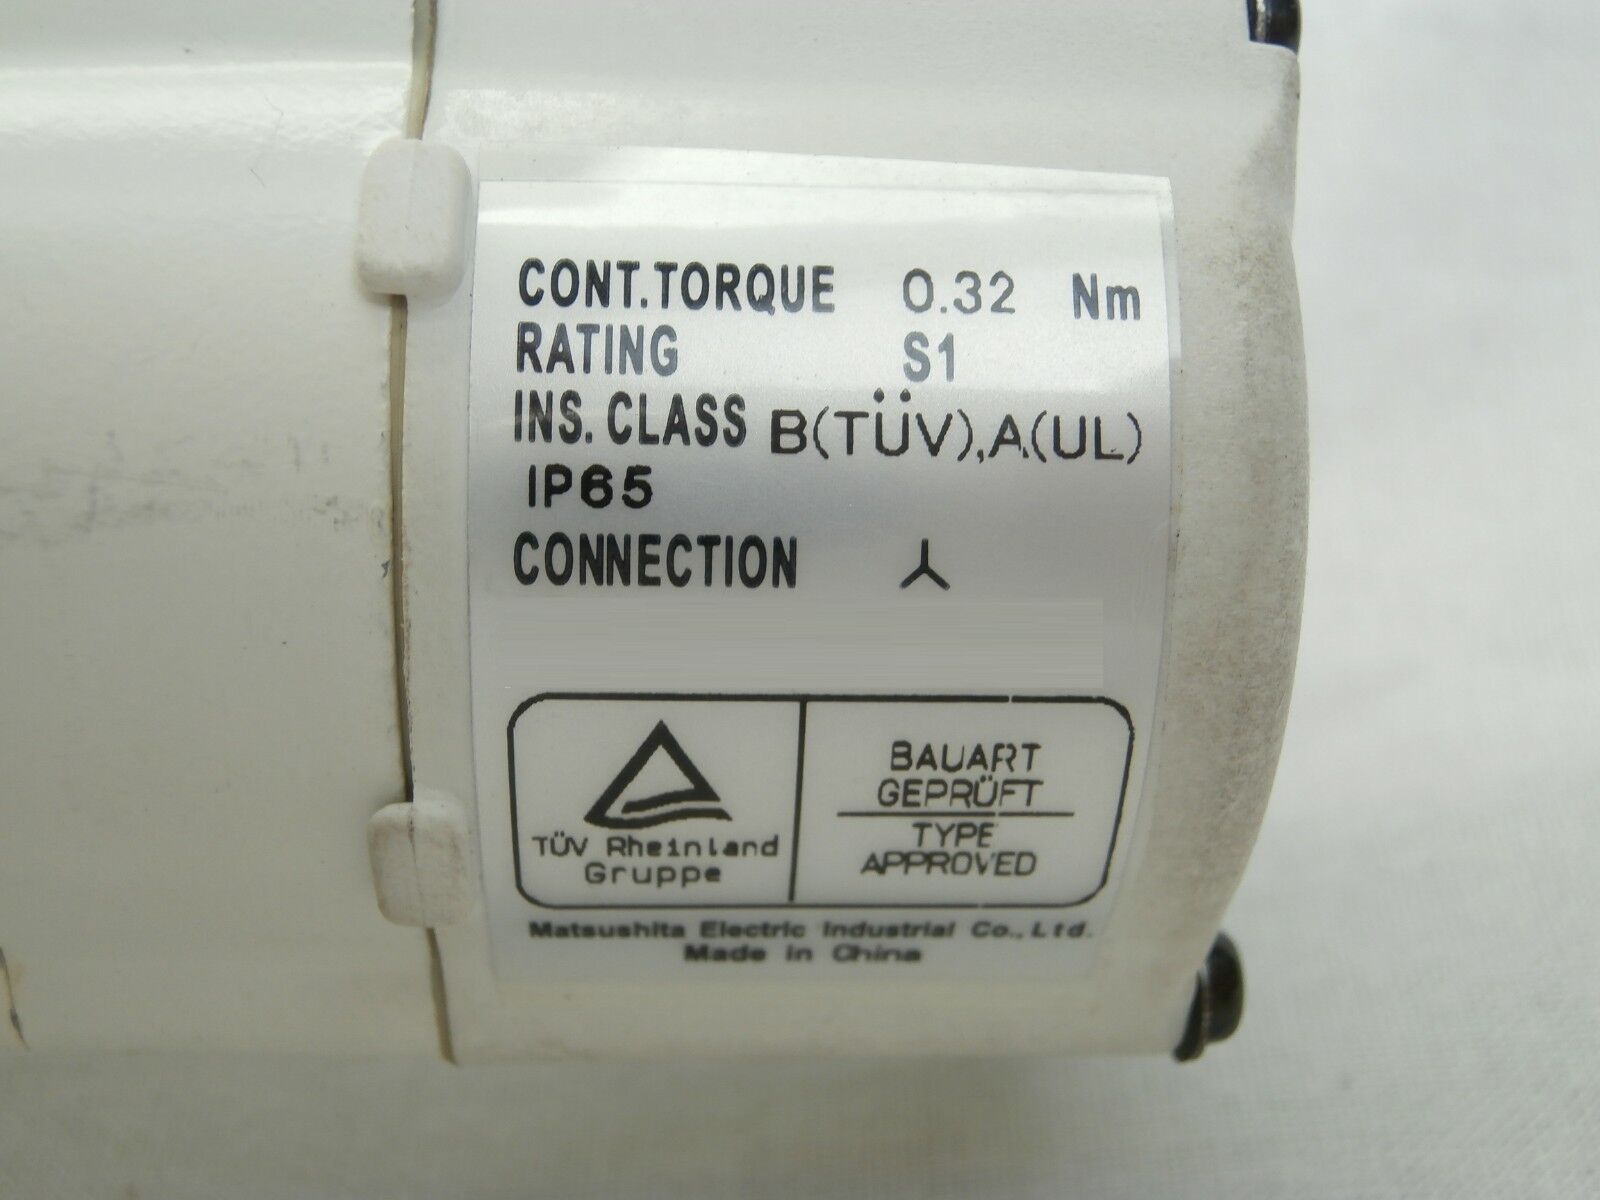 CONT.TORQUE 0.32 Nm
RATING S1
INS. CLASS B(TÜV),A(UL)
IP65
CONNECTION
TÜV Rheinland
Gruppe
BAUART
GEPRÜFT
TYPE
APPROVED
Matsushita Electric Industrial Co., Ltd.
Made in China